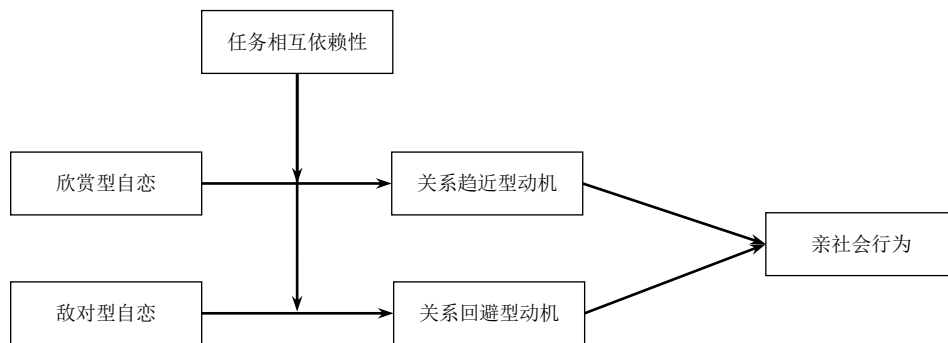 任务相互依赖性
欣赏型自恋
关系趋近型动机
亲社会行为
敌对型自恋
关系回避型动机